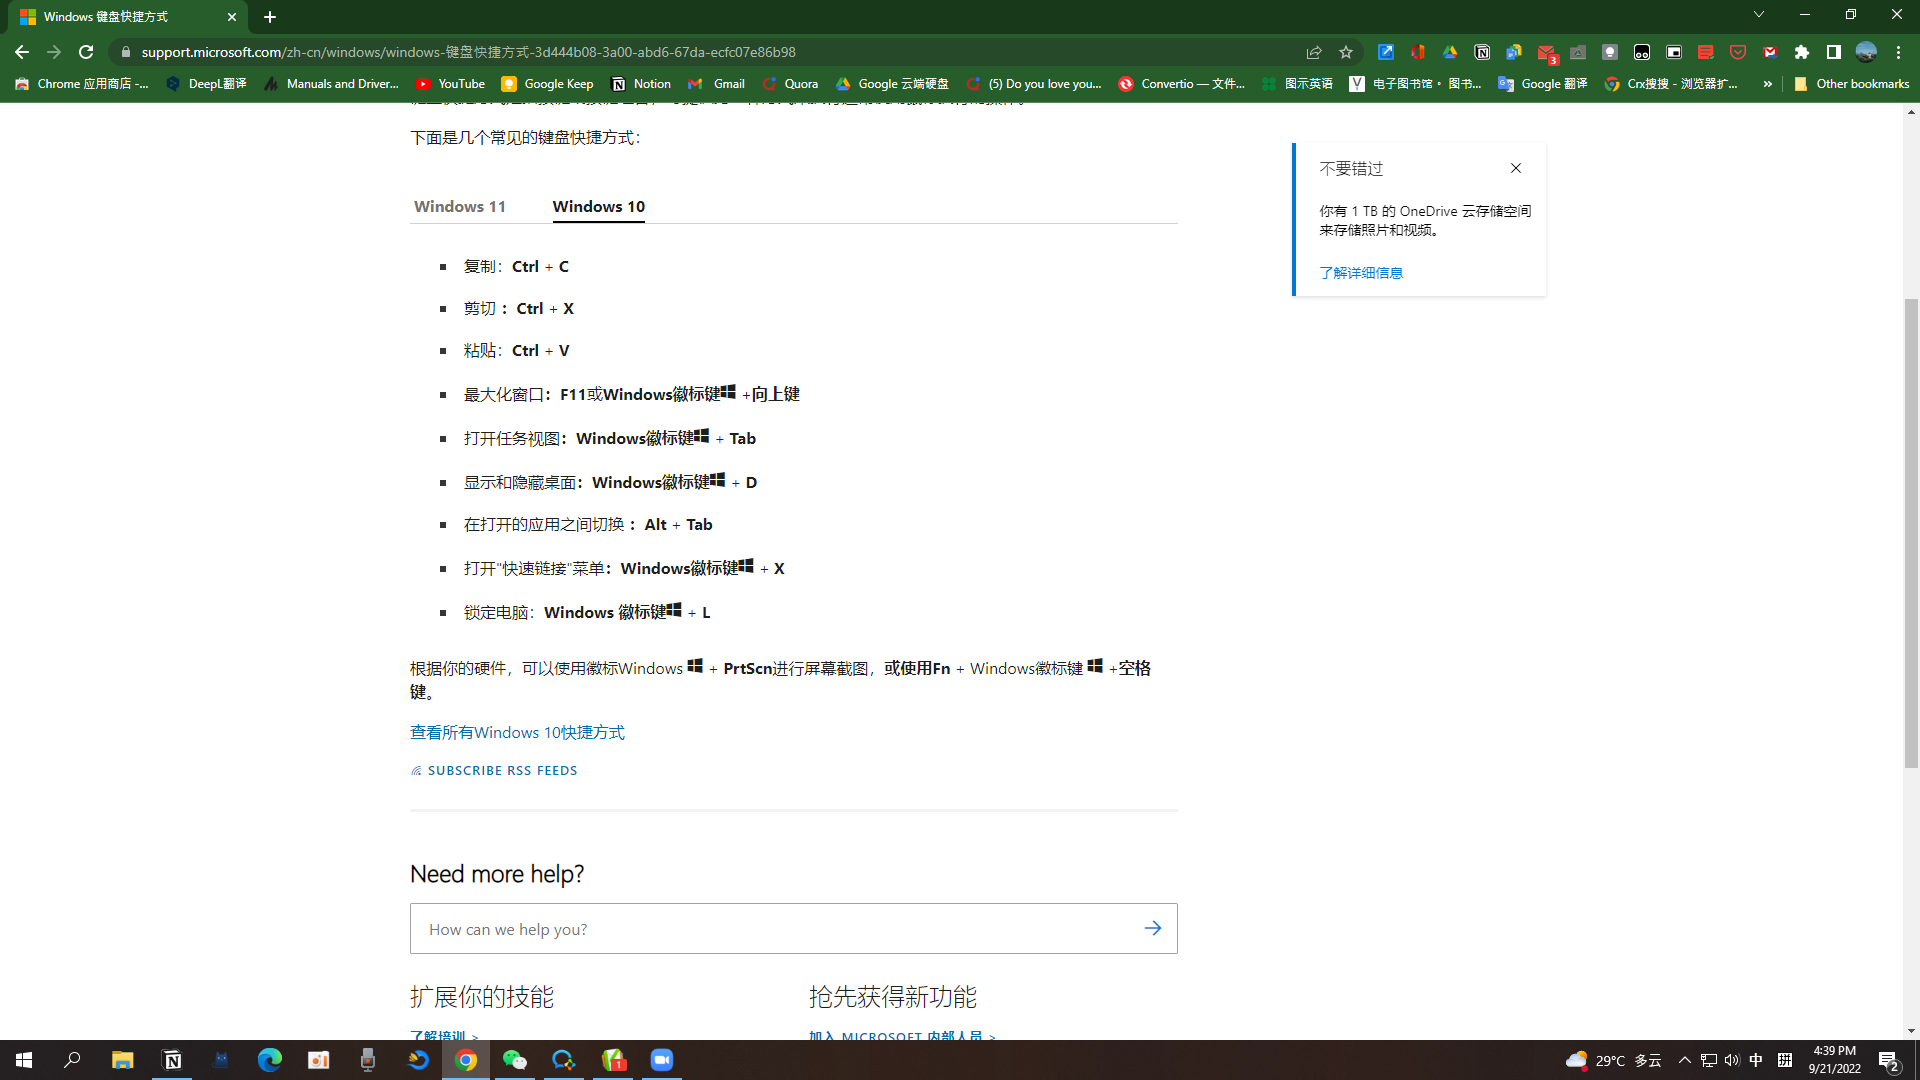 Windows 键盘快捷方式
support.microsoft.com/zh-cn/windows/windows-键盘快捷方式-3d444b08-3a00-abd6-67da-ecfc07e86b98
3
Chrome 应用商店 -... DeepL翻译 Manuals and Driver... YouTube Google Keep Notion Gmail Quora Google 云端硬盘 (5) Do you love you... Convertio — 文件... 图示英语 电子图书馆。图书... Google 翻译 Crx搜搜 - 浏览器扩... » Other bookmarks
下面是几个常见的键盘快捷方式：
Windows 11 Windows 10
复制：Ctrl + C
剪切 ：Ctrl + X
粘贴：Ctrl + V
最大化窗口：F11或Windows徽标键 +向上键
打开任务视图：Windows徽标键 + Tab
显示和隐藏桌面：Windows徽标键 + D
在打开的应用之间切换 ：Alt + Tab
打开"快速链接"菜单：Windows徽标键 + X
锁定电脑：Windows 徽标键 + L
根据你的硬件，可以使用徽标Windows + PrtScn进行屏幕截图，或使用Fn + Windows徽标键 +空格
键。
查看所有Windows 10快捷方式
SUBSCRIBE RSS FEEDS
不要错过
你有 1 TB 的 OneDrive 云存储空间
来存储照片和视频。
了解详细信息
Need more help?
How can we help you?
扩展你的技能
了解培训 >
抢先获得新功能
加入 MICROSOFT 内部人员 >
1
29°C 多云
中
拼
4:39 PM
9/21/2022
2